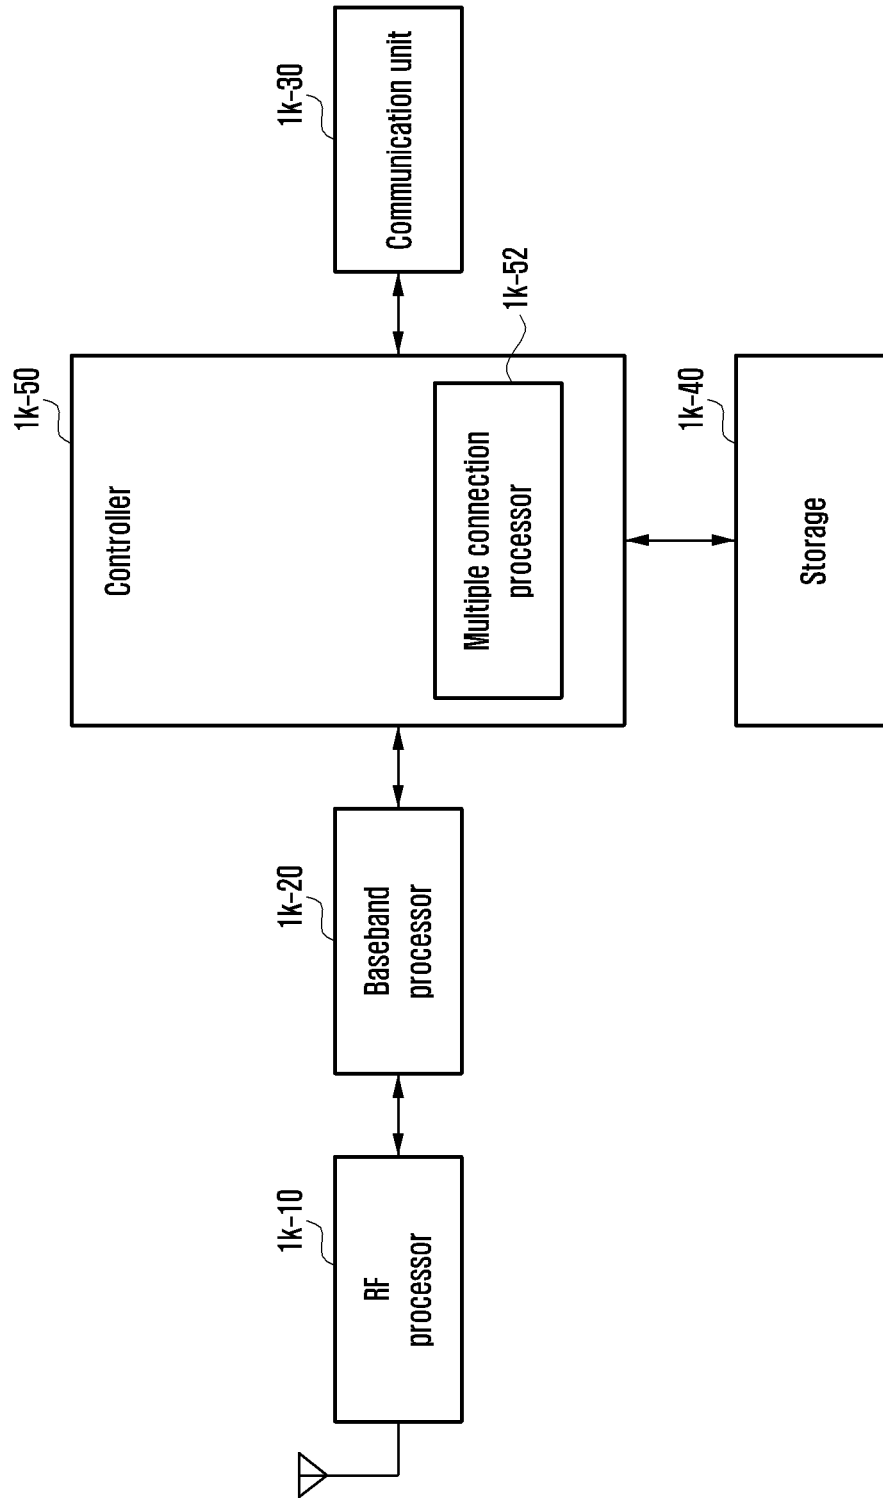 1k-10
RF
processor
1k-20
Baseband
processor
1k-50
Controller
Multiple connection
processor
1k-52
1k-30
Communication unit
1k-40
Storage